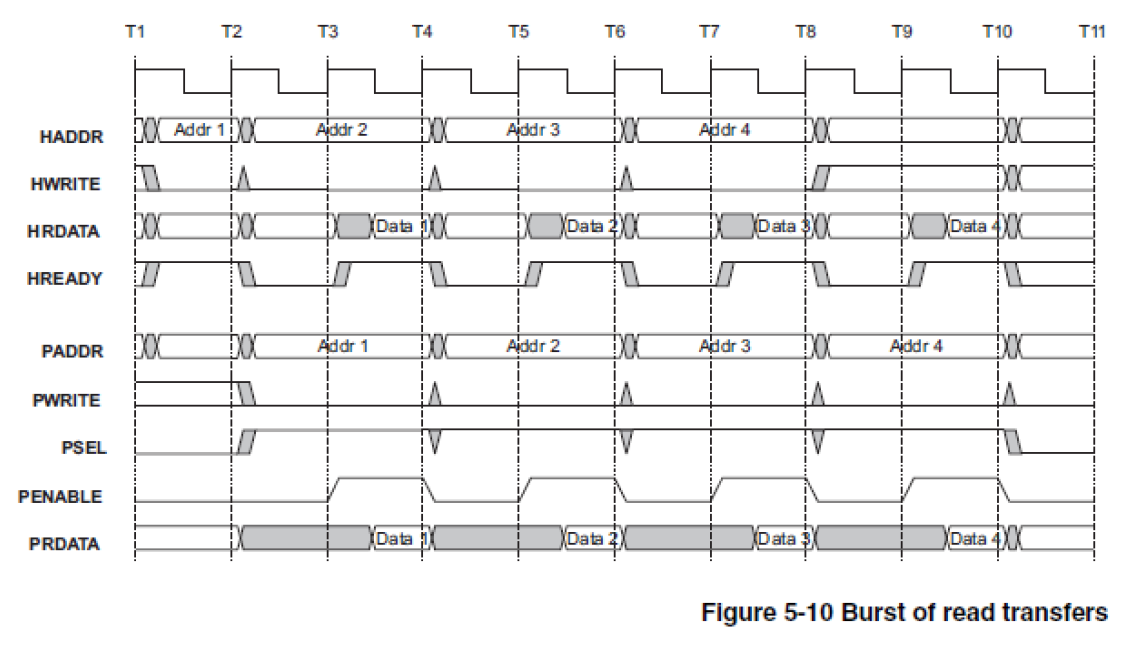 T1 T2 T3 T4 T5 T6 T7 T8 T9 T10 T11
HADDR Addr 1 Addr 2 Addr 3 Addr 4
HWRITE
HRDATA Data 1 Data 2 Data 3 Data 4
HREADY
PADDR Addr 1 Addr 2 Addr 3 Addr 4
PWRITE
PSEL
PENABLE
PRDATA Data 1 Data 2 Data 3 Data 4
Figure 5-10 Burst of read transfers